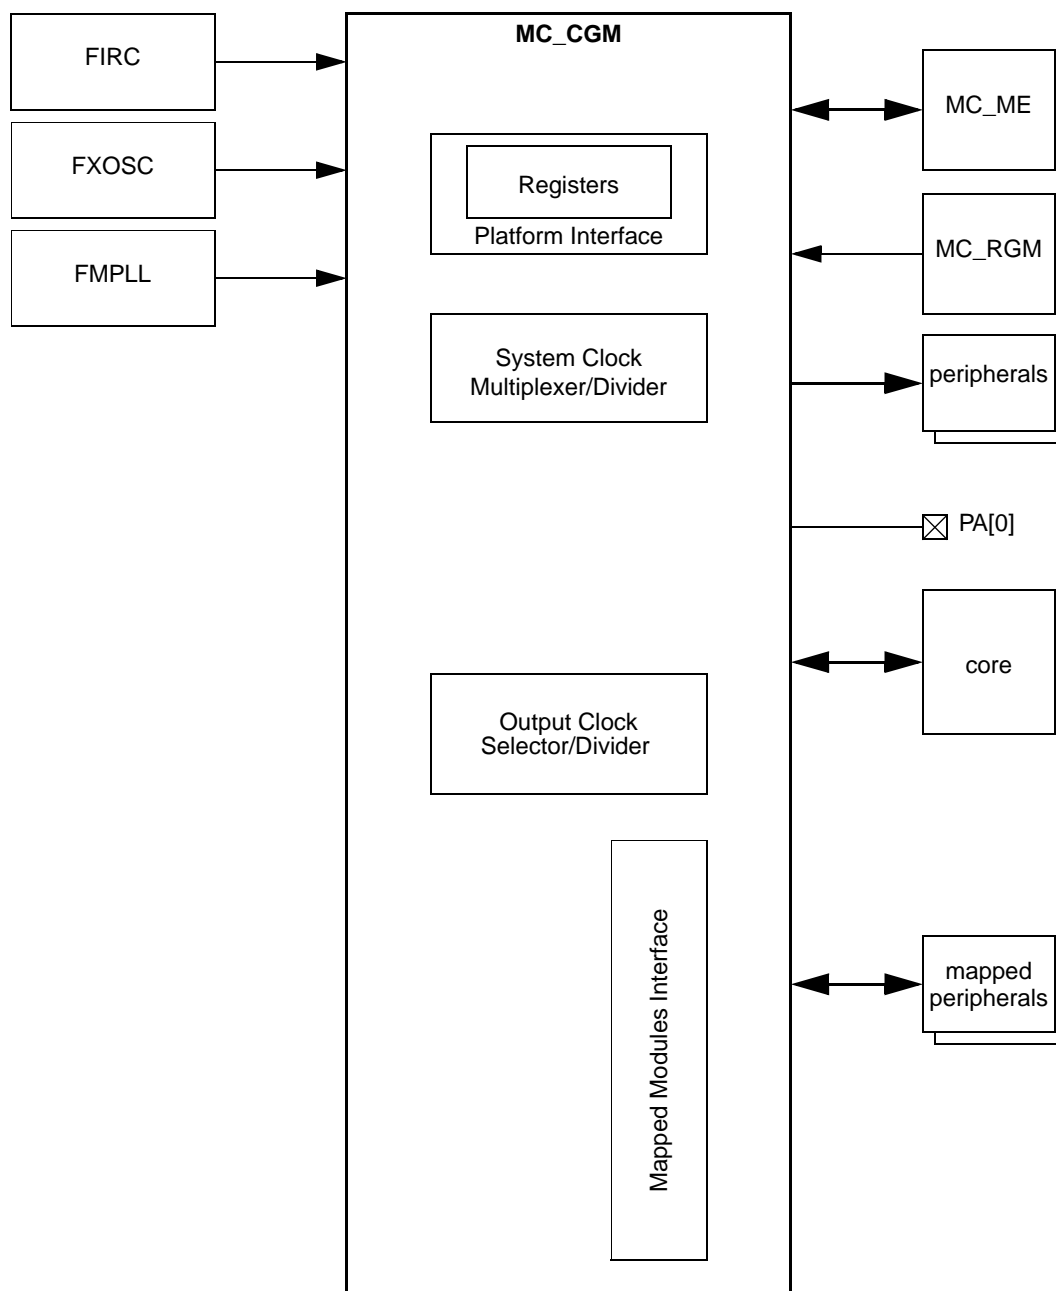 MC_CGM
FIRC
FXOSC
FMPLL
Registers
Platform Interface
System Clock
Multiplexer/Divider
Output Clock
Selector/Divider
Mapped Modules Interface
MC_ME
MC_RGM
peripherals
PA[0]
core
mapped
peripherals